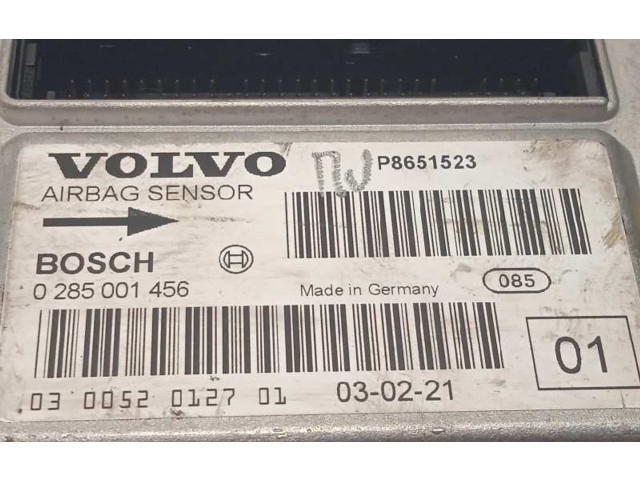 VOLVO
P8651523
AIRBAG SENSOR
BOSCH
0 285 001 456
Made in Germany
085
01
03 0052 0127 01
03-02-21